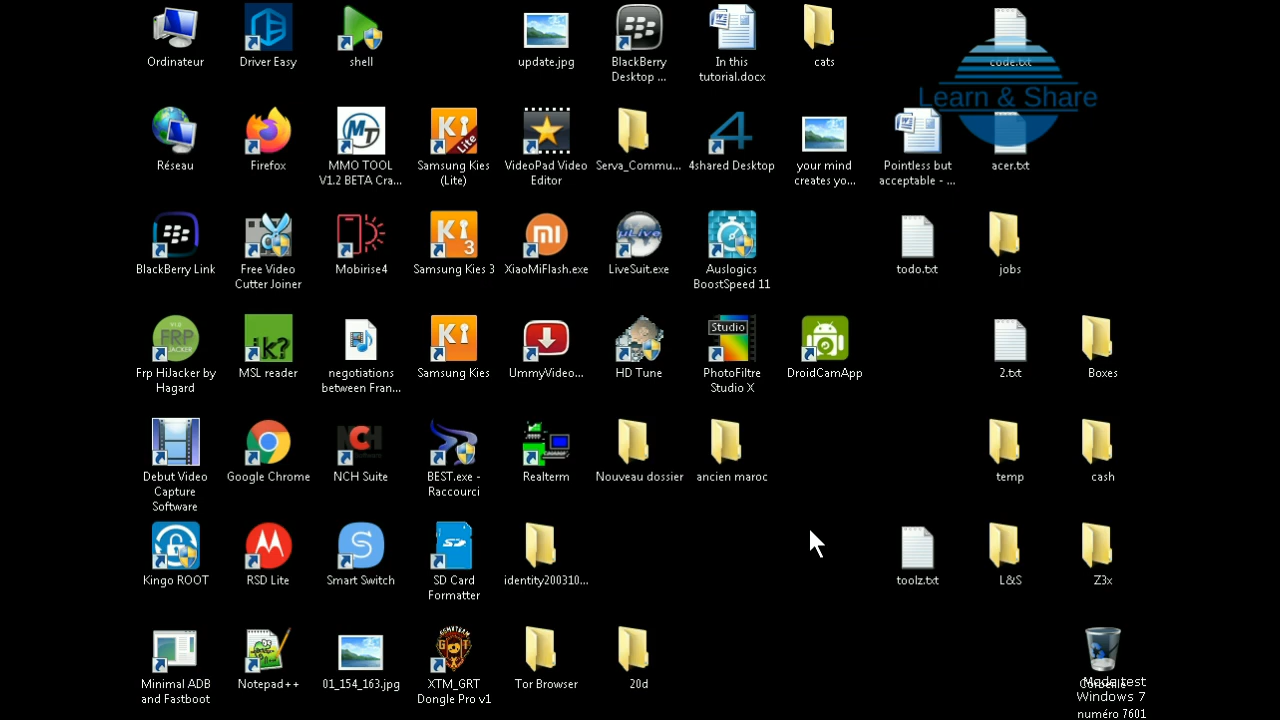 Ordinateur
Driver Easy
shell
update.jpg
BlackBerry
Desktop ...
In this
tutorial.docx
cats
code.txt
Learn & Share
Réseau
Firefox
MMO TOOL
V1.2 BETA Cra...
Samsung Kies
(Lite)
VideoPad Video
Editor
Serva_Commu...
4shared Desktop
your mind
creates yo...
Pointless but
acceptable - ...
acer.txt
BlackBerry Link
Free Video
Cutter Joiner
Mobirise4
Samsung Kies 3
XiaoMiFlash.exe
LiveSuit.exe
Auslogics
BoostSpeed 11
todo.txt
jobs
Frp HiJacker by
Hagard
MSL reader
negotiations
between Fran...
Samsung Kies
UmmyVideo...
HD Tune
Studio
PhotoFiltre
Studio X
DroidCamApp
2.txt
Boxes
Debut Video
Capture
Software
Google Chrome
NCH Suite
BEST.exe -
Raccourci
Realterm
Nouveau dossier
ancien maroc
temp
cash
Kingo ROOT
RSD Lite
Smart Switch
SD Card
Formatter
identity200310...
toolz.txt
L&S
Z3x
Minimal ADB
and Fastboot
Notepad++
01_154_163.jpg
XTM_GRT
Dongle Pro v1
Tor Browser
20d
Corbeille
Mode test
Windows 7
numéro 7601